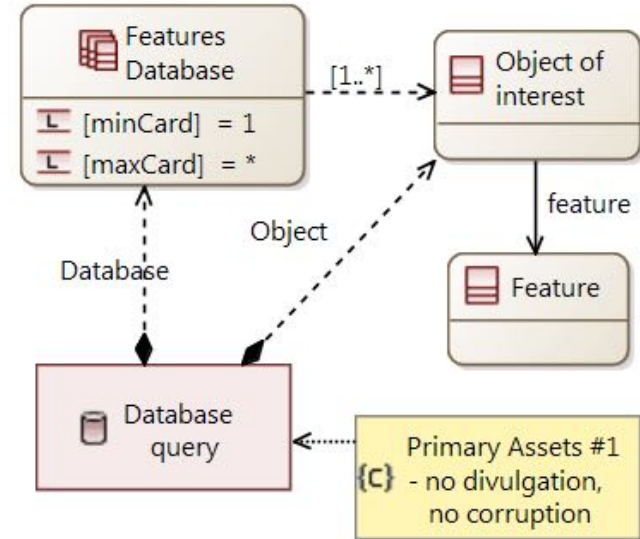 Features
Database
L [minCard] = 1
L [maxCard] = *
[1..*]
Object of
interest
feature
Object
Database
Feature
Database
query
{C}
Primary Assets #1
- no divulgation,
no corruption